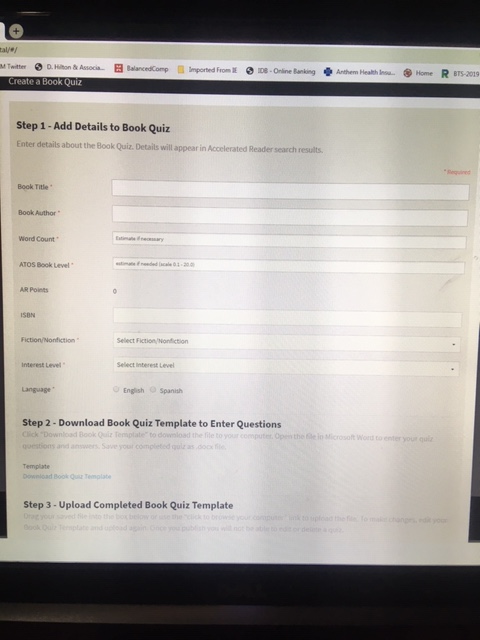 +
tal/#/
M Twitter D. Hilton & Associa... BalancedComp Imported From IE IDB - Online Banking Anthem Health Insu... Home BTS-2019
Create a Book Quiz
Step 1 - Add Details to Book Quiz
Enter details about the Book Quiz. Details will appear in Accelerated Reader search results.
* Required
Book Title *
Book Author *
Word Count * Estimate if necessary
ATOS Book Level * estimate if needed (scale 0.1 - 20.0)
AR Points 0
ISBN
Fiction/Nonfiction * Select Fiction/Nonfiction
Interest Level * Select Interest Level
Language * English Spanish
Step 2 - Download Book Quiz Template to Enter Questions
Click "Download Book Quiz Template" to download the file to your computer. Open the file in Microsoft Word to enter your quiz
questions and answers. Save your completed quiz as .docx file.
Template
Download Book Quiz Template
Step 3 - Upload Completed Book Quiz Template
Drag your saved file into the box below or use the "click to browse your computer" link to upload the file. To make changes, edit your
Book Quiz Template and upload again. Once you publish you will not be able to edit or delete a quiz.